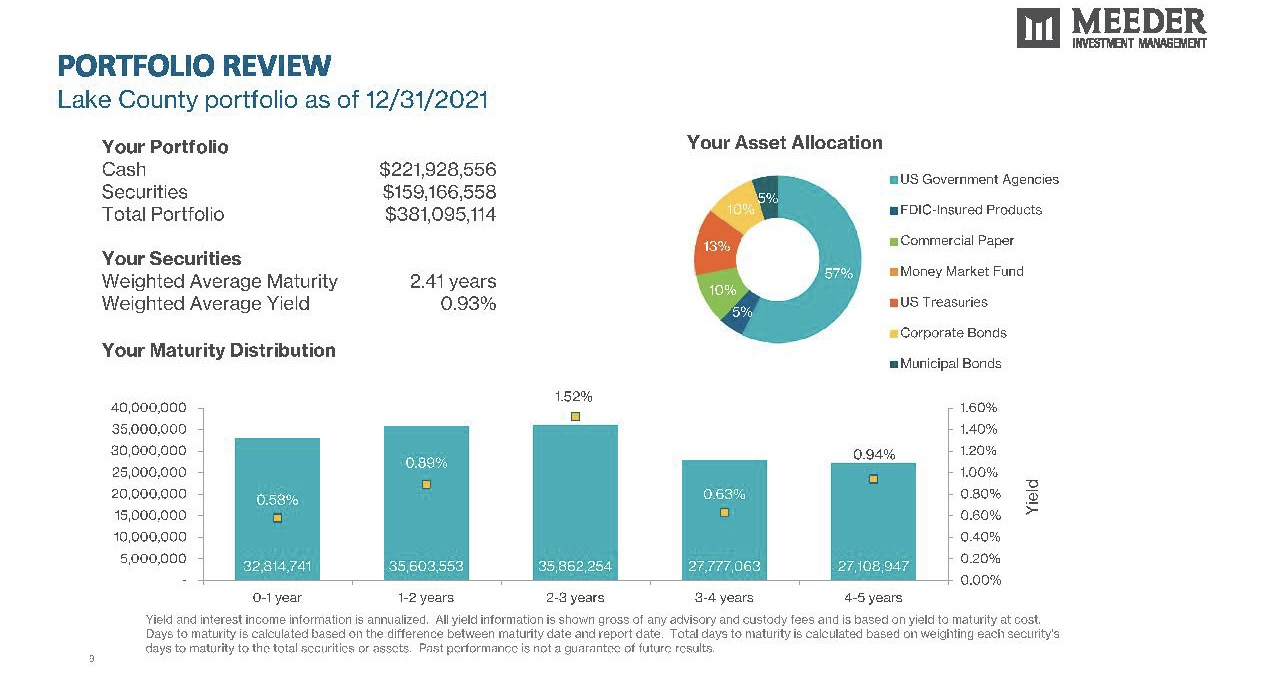 MEEDER
INVESTMENT MANAGEMENT
PORTFOLIO REVIEW
Lake County portfolio as of 12/31/2021
Your Portfolio
Cash $221,928,556
Securities $159,166,558
Total Portfolio $381,095,114
Your Securities
Weighted Average Maturity 2.41 years
Weighted Average Yield 0.93%
Your Asset Allocation
57%
5%
10%
13%
10%
5%
US Government Agencies
FDIC-Insured Products
Commercial Paper
Money Market Fund
US Treasuries
Corporate Bonds
Municipal Bonds
Your Maturity Distribution
40,000,000
35,000,000
30,000,000
25,000,000
20,000,000
15,000,000
10,000,000
5,000,000
-
0.58%
0.89%
1.52%
0.63%
0.94%
32,814,741
35,603,553
35,862,254
27,777,063
27,108,947
1.60%
1.40%
1.20%
1.00%
0.80%
0.60%
0.40%
0.20%
0.00%
Yield
0-1 year
1-2 years
2-3 years
3-4 years
4-5 years
Yield and interest income information is annualized. All yield information is shown gross of any advisory and custody fees and is based on yield to maturity at cost.
Days to maturity is calculated based on the difference between maturity date and report date. Total days to maturity is calculated based on weighting each security's
days to maturity to the total securities or assets. Past performance is not a guarantee of future results.
9